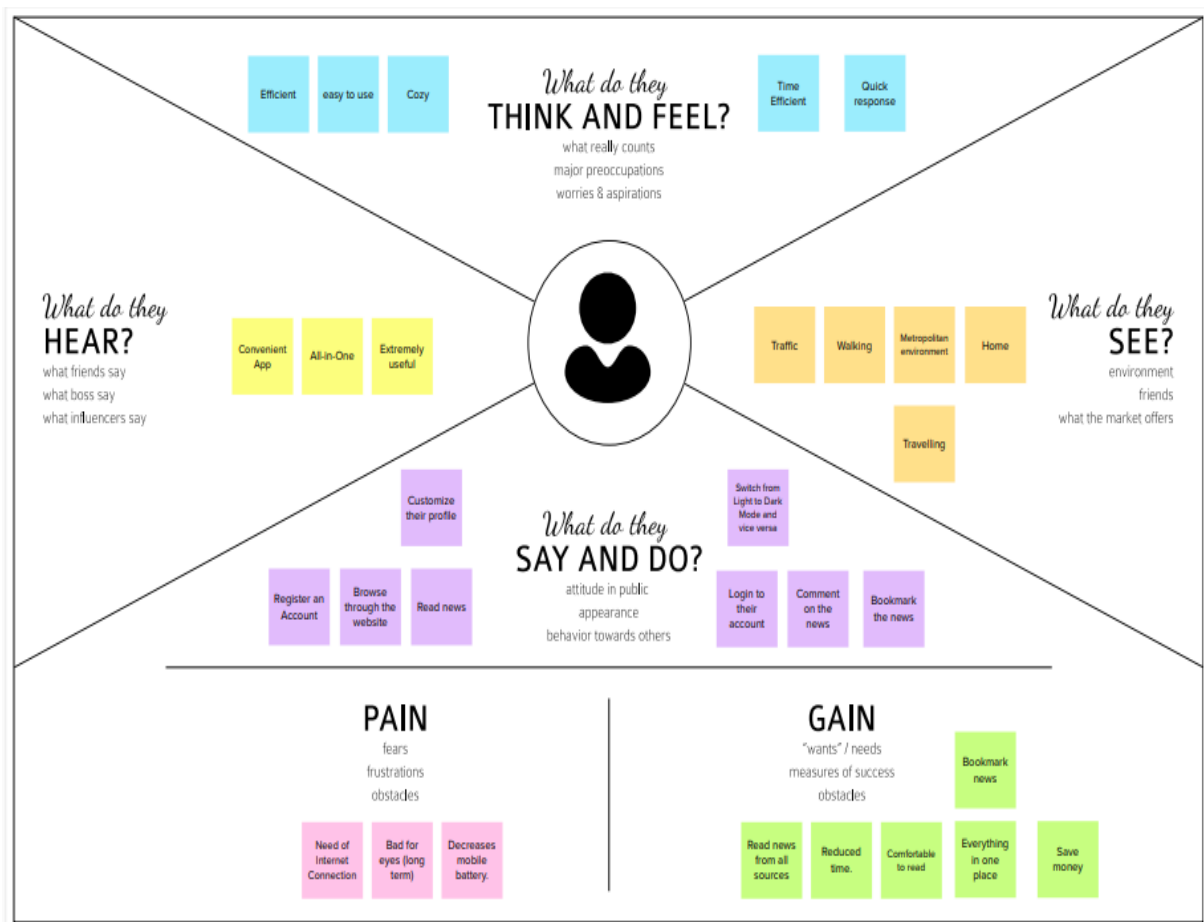 Efficient
easy to use
Cozy
What do they
THINK AND FEEL?
what really counts
major preoccupations
worries & aspirations
Time
Efficient
Quick
response
What do they
HEAR?
what friends say
what boss say
what influencers say
Convenient
App
All-in-One
Extremely
useful
Traffic
Walking
Metropolitan
environment
Home
Travelling
What do they
SEE?
environment
friends
what the market offers
Customize
their profile
Register an
Account
Browse
through the
website
Read news
What do they
SAY AND DO?
attitude in public
appearance
behavior towards others
Switch from
Light to Dark
Mode and
vice versa
Login to
their
account
Comment
on the
news
Bookmark
the news
PAIN
fears
frustrations
obstacles
Need of
Internet
Connection
Bad for
eyes (long
term)
Decreases
mobile
battery.
GAIN
"wants" / needs
measures of success
obstacles
Bookmark
news
Read news
from all
sources
Reduced
time.
Comfortable
to read
Everything
in one
place
Save
money